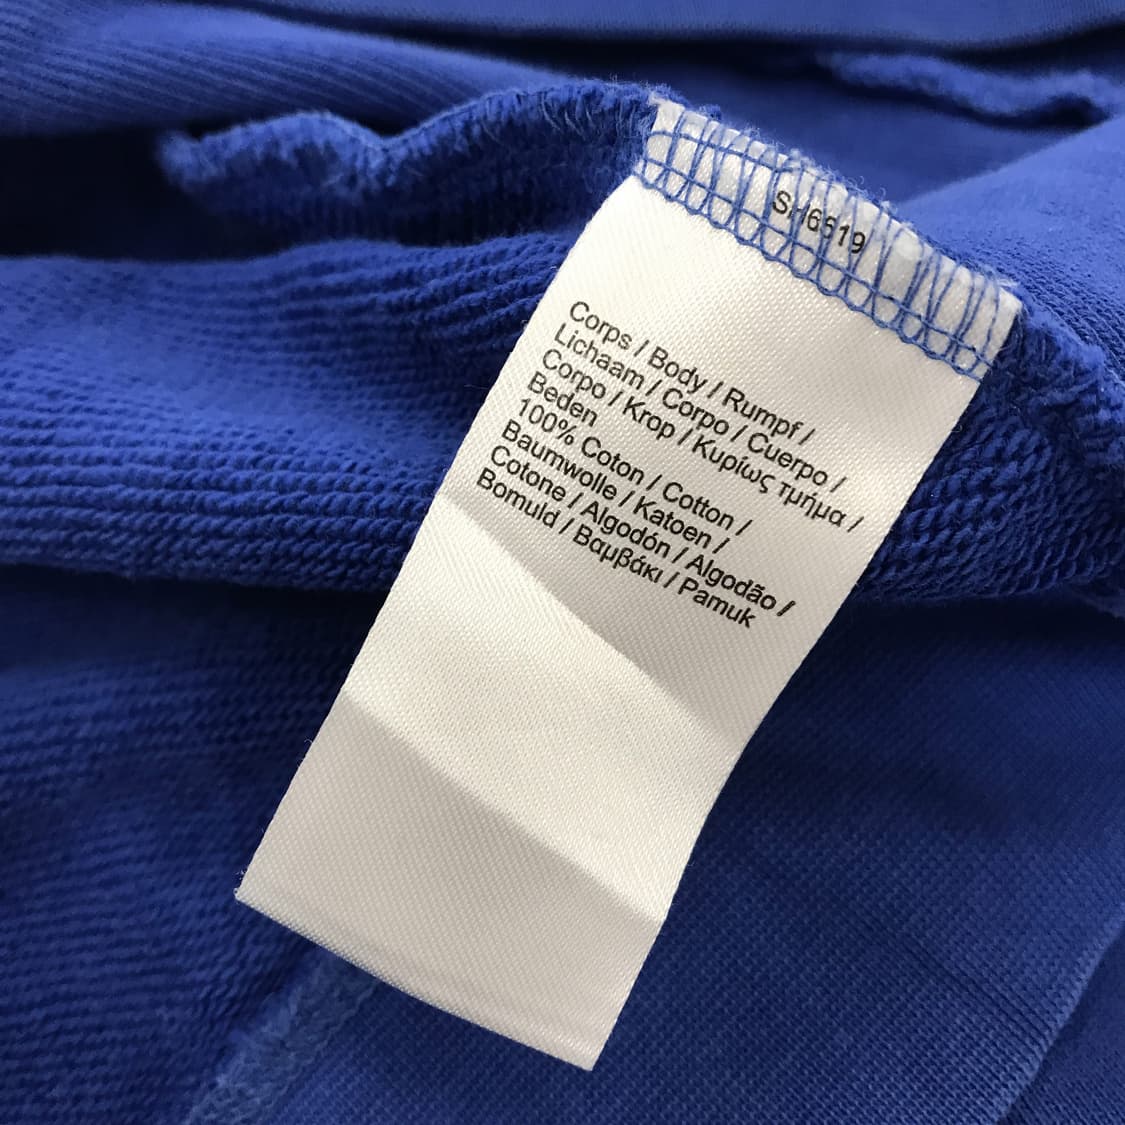 SH6519
Corps / Body / Rumpf /
Lichaam / Corpo / Cuerpo /
Corpo / Krop / Κυρίως τμήμα /
Beden
100% Coton / Cotton /
Baumwolle / Katoen /
Cotone / Algodón / Algodão /
Bomuld / Βαμβάκι / Pamuk